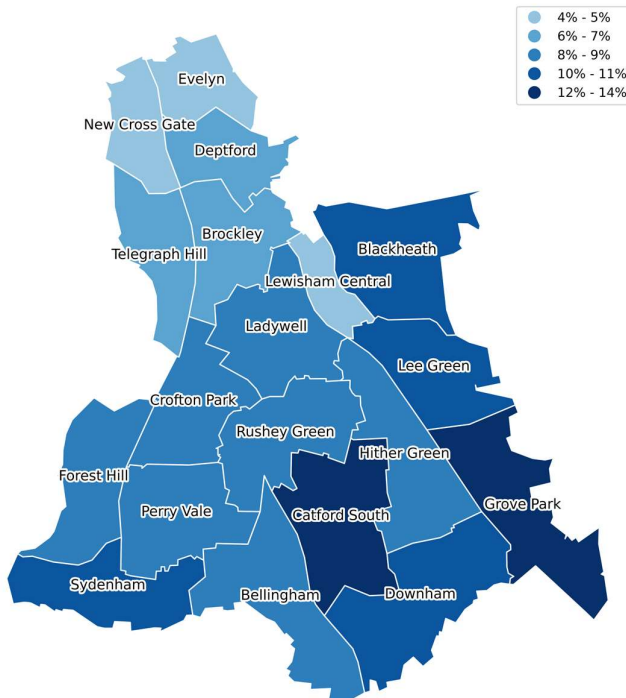 4% - 5%
6% - 7%
8% - 9%
10% - 11%
12% - 14%
Evelyn
New Cross Gate
Deptford
Brockley
Telegraph Hill
Blackheath
Lewisham Central
Ladywell
Lee Green
Crofton Park
Rushey Green
Hither Green
Forest Hill
Grove Park
Perry Vale
Catford South
Sydenham
Bellingham
Downham